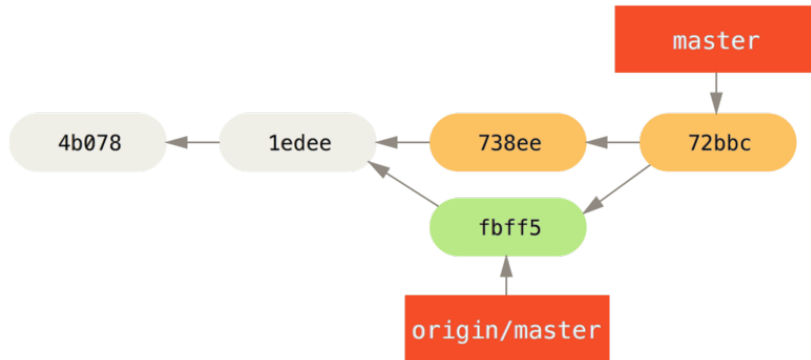 master
4b078
1edee
738ee
72bbc
fbff5
origin/master